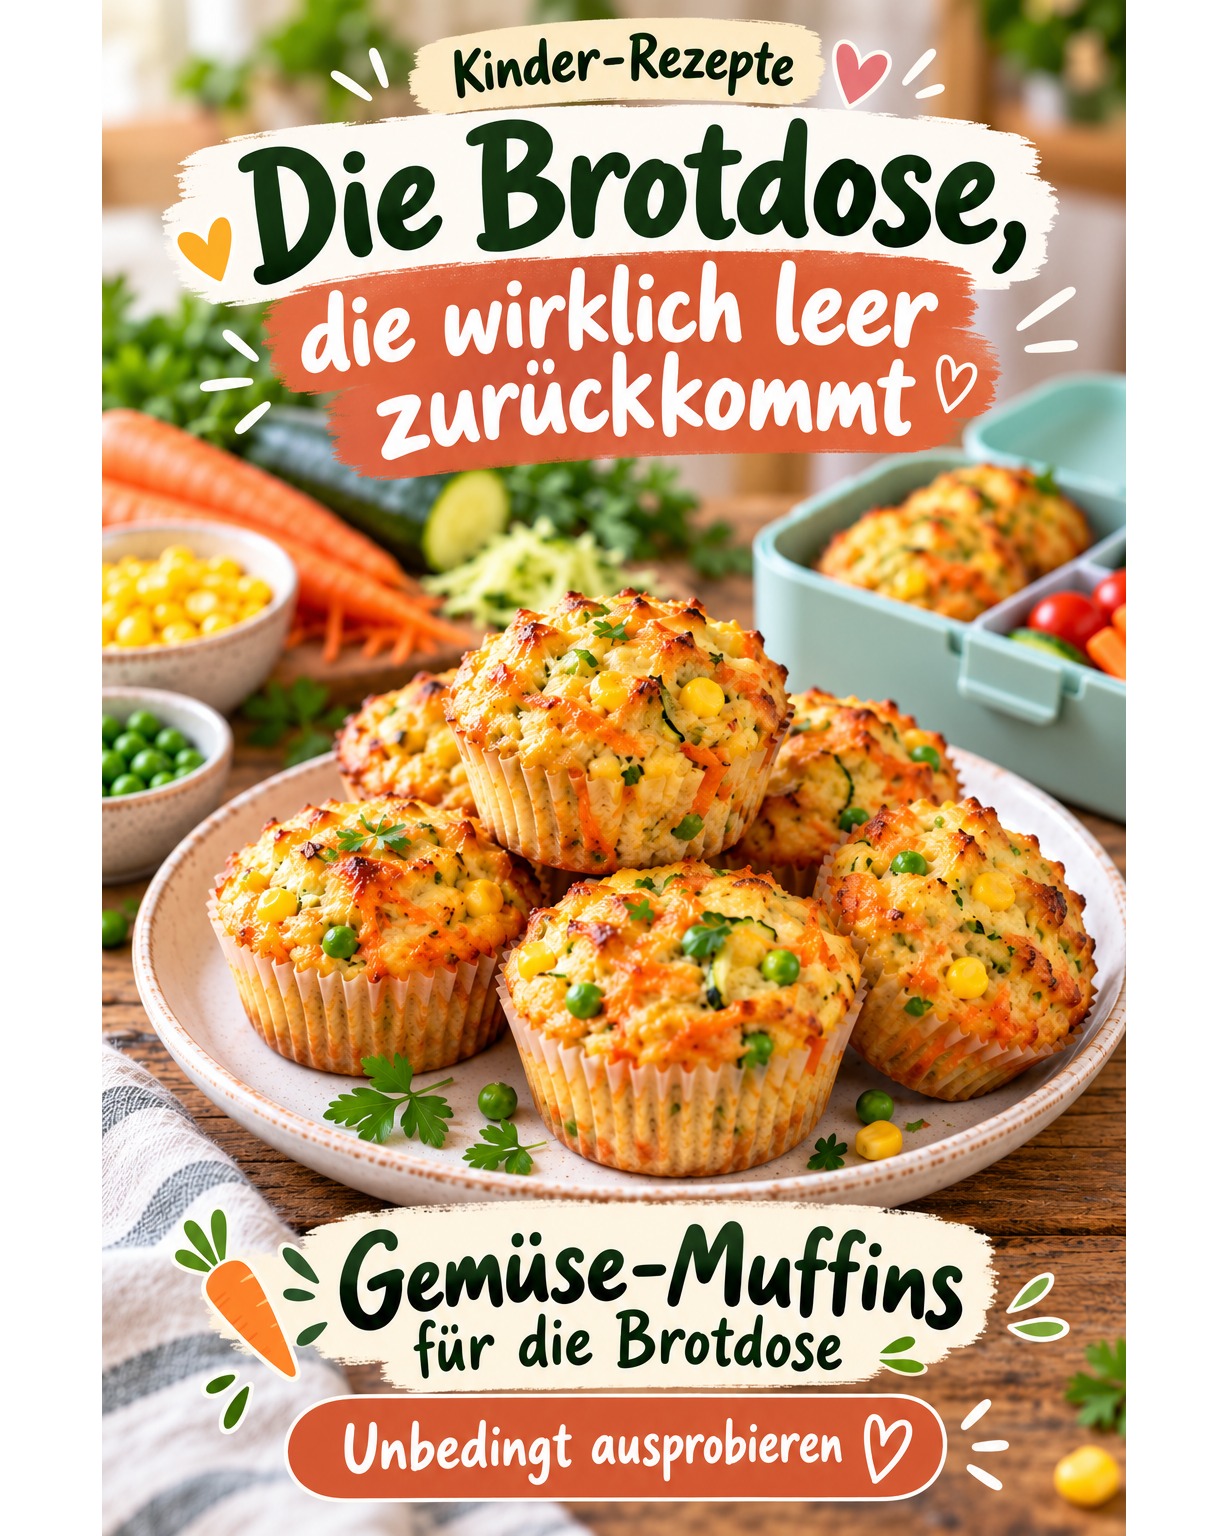 Kinder-Rezepte
Die Brotdose,
die wirklich leer
zurückkommt
Gemüse-Muffins
für die Brotdose
Unbedingt ausprobieren